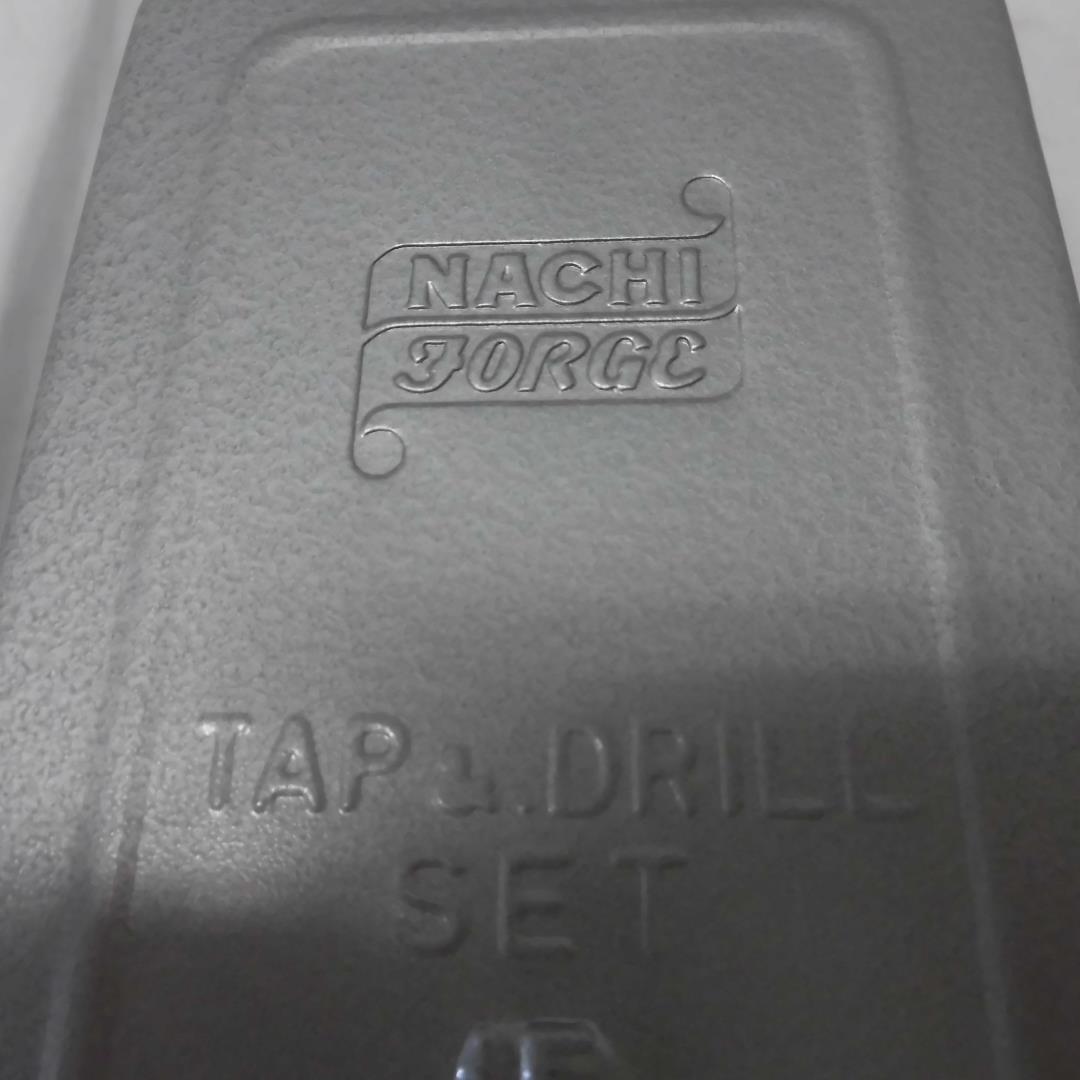 NACHI
FORGE
TAP & DRILL
SET